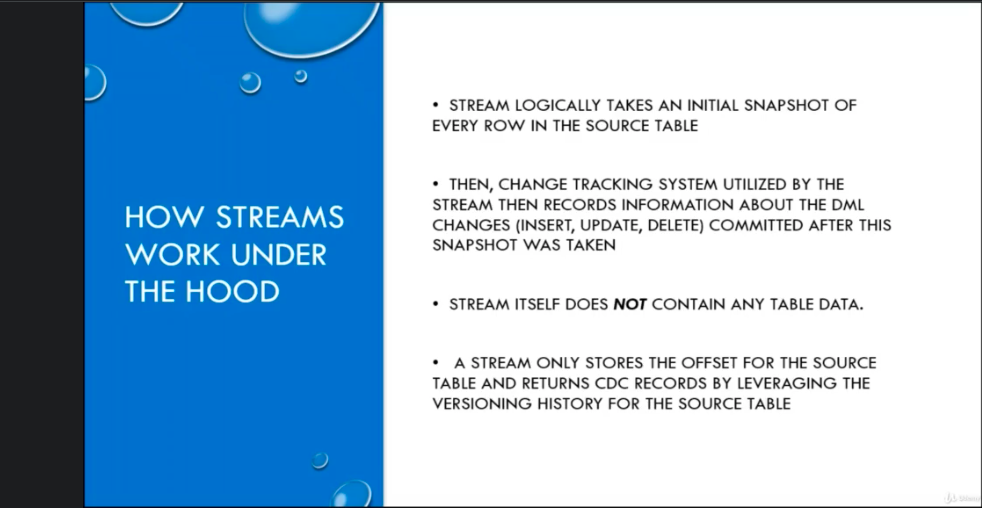 HOW STREAMS
WORK UNDER
THE HOOD
• STREAM LOGICALLY TAKES AN INITIAL SNAPSHOT OF
EVERY ROW IN THE SOURCE TABLE
• THEN, CHANGE TRACKING SYSTEM UTILIZED BY THE
STREAM THEN RECORDS INFORMATION ABOUT THE DML
CHANGES (INSERT, UPDATE, DELETE) COMMITTED AFTER THIS
SNAPSHOT WAS TAKEN
• STREAM ITSELF DOES NOT CONTAIN ANY TABLE DATA.
• A STREAM ONLY STORES THE OFFSET FOR THE SOURCE
TABLE AND RETURNS CDC RECORDS BY LEVERAGING THE
VERSIONING HISTORY FOR THE SOURCE TABLE